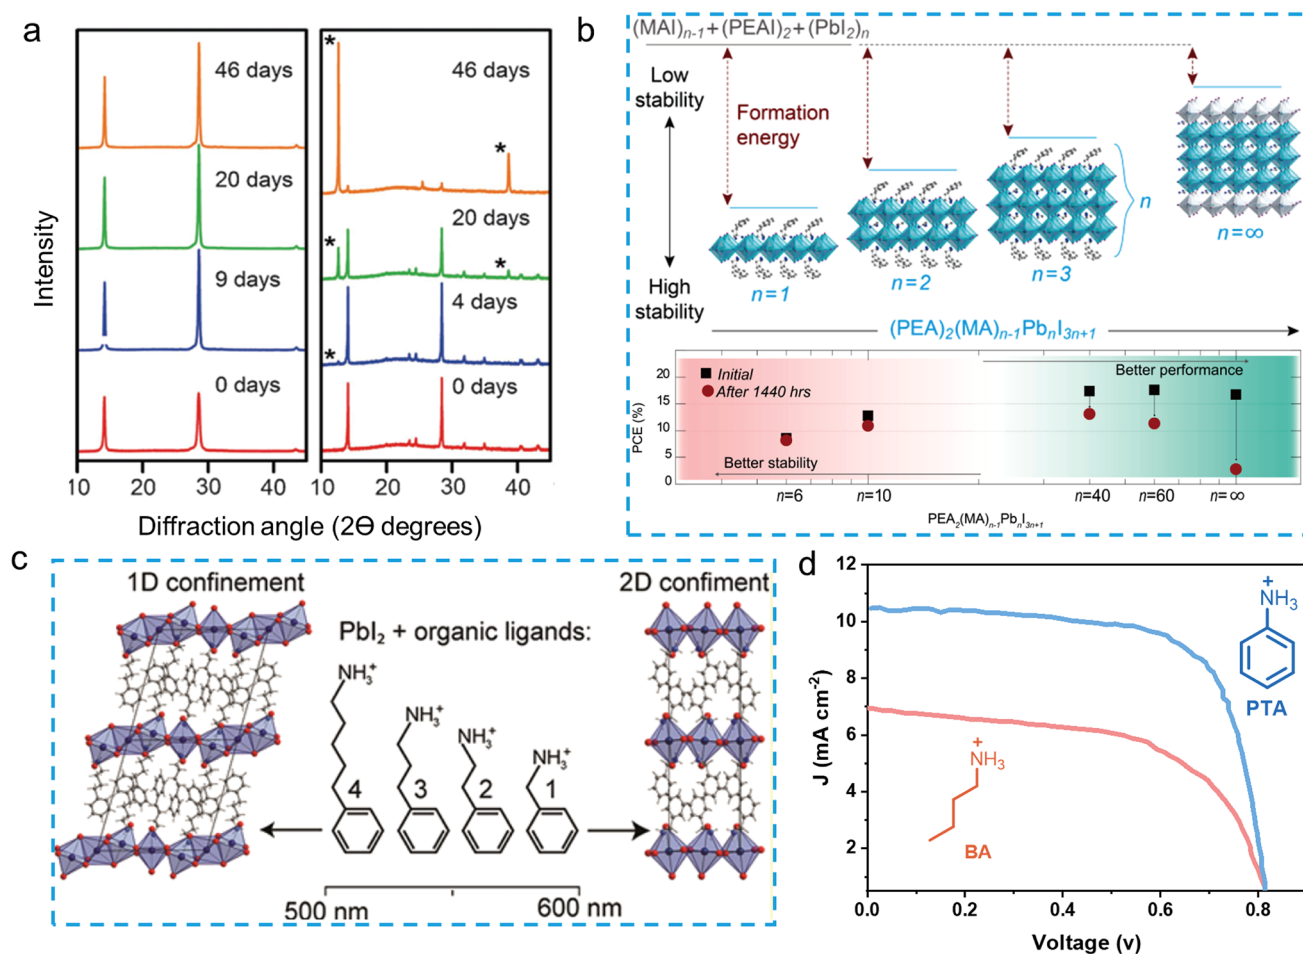 a
Intensity
46 days
20 days
9 days
0 days
*
46 days
*
20 days
*
*
4 days
*
0 days
10 20 30 40
10 20 30 40
Diffraction angle (2Ɵ degrees)
b
(MAI)n-1+(PEAI)2+(PbI2)n
Low
stability
Formation
energy
High
stability
n=1
n=2
n=3
n
n=∞
(PEA)2(MA)n-1PbnI3n+1
PCE (%)
20
15
10
5
0
Initial
After 1440 hrs
Better performance
Better stability
n=6 n=10 n=40 n=60 n=∞
PEA2(MA)n-1PbnI3n+1
c
1D confinement
2D confiment
PbI2 + organic ligands:
NH3+
NH3+
NH3+
NH3+
4 3 2 1
500 nm 600 nm
d
J (mA cm-2)
12
10
8
6
4
2
+
NH3
PTA
+
NH3
BA
0.0 0.2 0.4 0.6 0.8
Voltage (v)